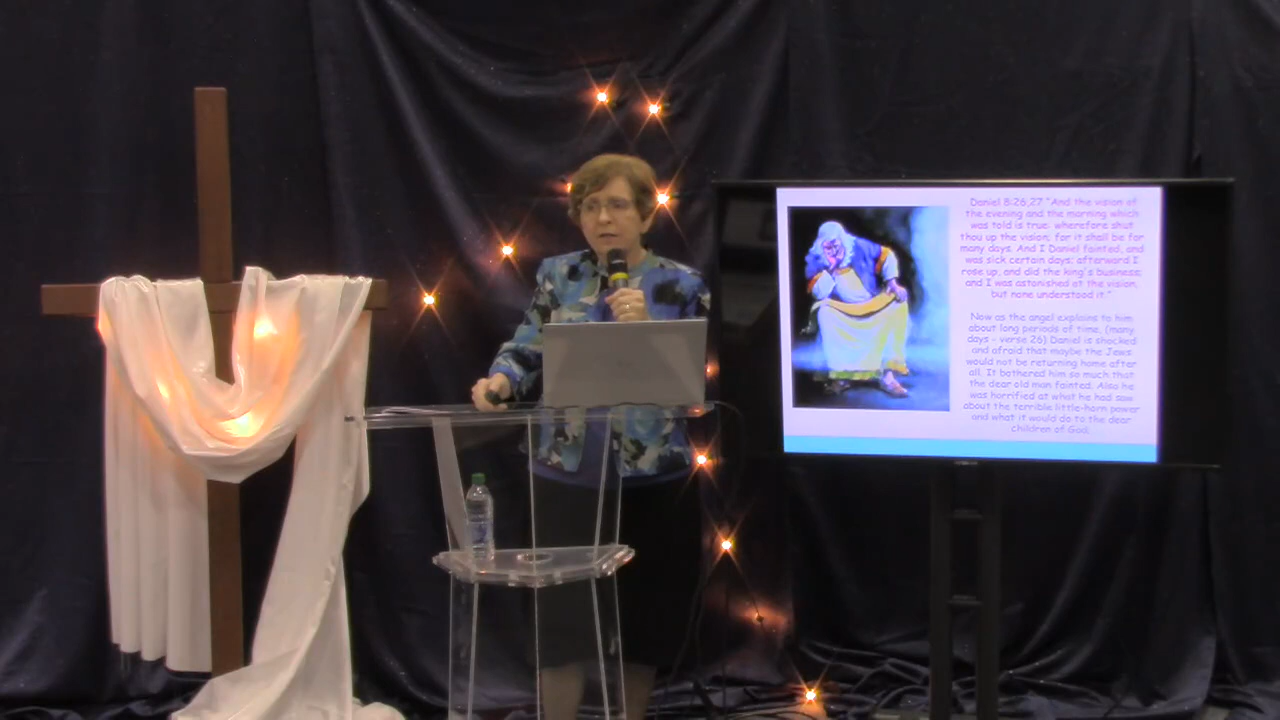 Daniel 8:26,27 "And the vision of
the evening and the morning which
was told is true: wherefore shut
thou up the vision; for it shall be for
many days. And I Daniel fainted, and
was sick certain days; afterward I
rose up, and did the king's business;
and I was astonished at the vision,
but none understood it."
Now as the angel explains to him
about long periods of time, (many
days - verse 26) Daniel is shocked
and afraid that maybe the Jews
would not be returning home after
all. It bothered him so much that
the dear old man fainted. Also he
was horrified at what he had saw
about the terrible little-horn power
and what it would do to the dear
children of God.